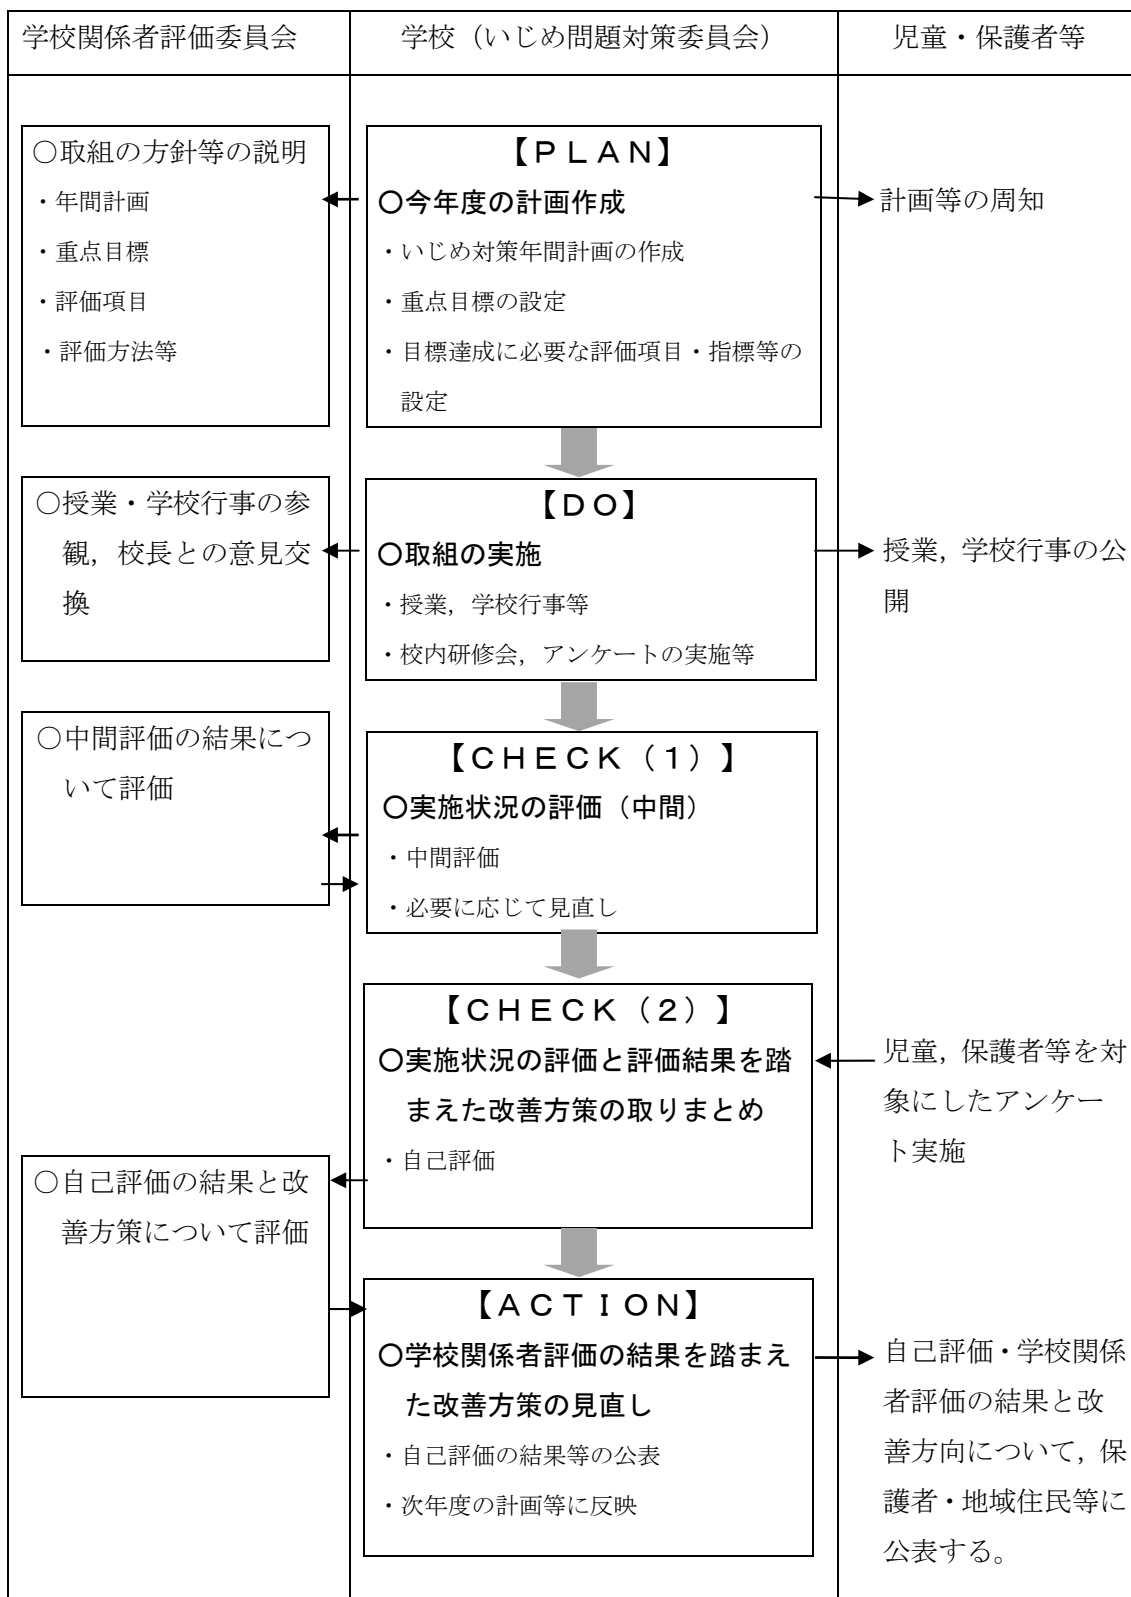 学校関係者評価委員会
学校（いじめ問題対策委員会）
児童・保護者等
○取組の方針等の説明
・年間計画
・重点目標
・評価項目
・評価方法等
【ＰＬＡＮ】
○今年度の計画作成
・いじめ対策年間計画の作成
・重点目標の設定
・目標達成に必要な評価項目・指標等の
設定
計画等の周知
○授業・学校行事の参
観，校長との意見交
換
【ＤＯ】
○取組の実施
・授業，学校行事等
・校内研修会，アンケートの実施等
授業，学校行事の公
開
○中間評価の結果につ
いて評価
【ＣＨＥＣＫ（１）】
○実施状況の評価（中間）
・中間評価
・必要に応じて見直し
【ＣＨＥＣＫ（２）】
○実施状況の評価と評価結果を踏
まえた改善方策の取りまとめ
・自己評価
児童，保護者等を対
象にしたアンケー
ト実施
○自己評価の結果と改
善方策について評価
【ＡＣＴＩＯＮ】
○学校関係者評価の結果を踏まえ
た改善方策の見直し
・自己評価の結果等の公表
・次年度の計画等に反映
自己評価・学校関係
者評価の結果と改
善方向について，保
護者・地域住民等に
公表する。